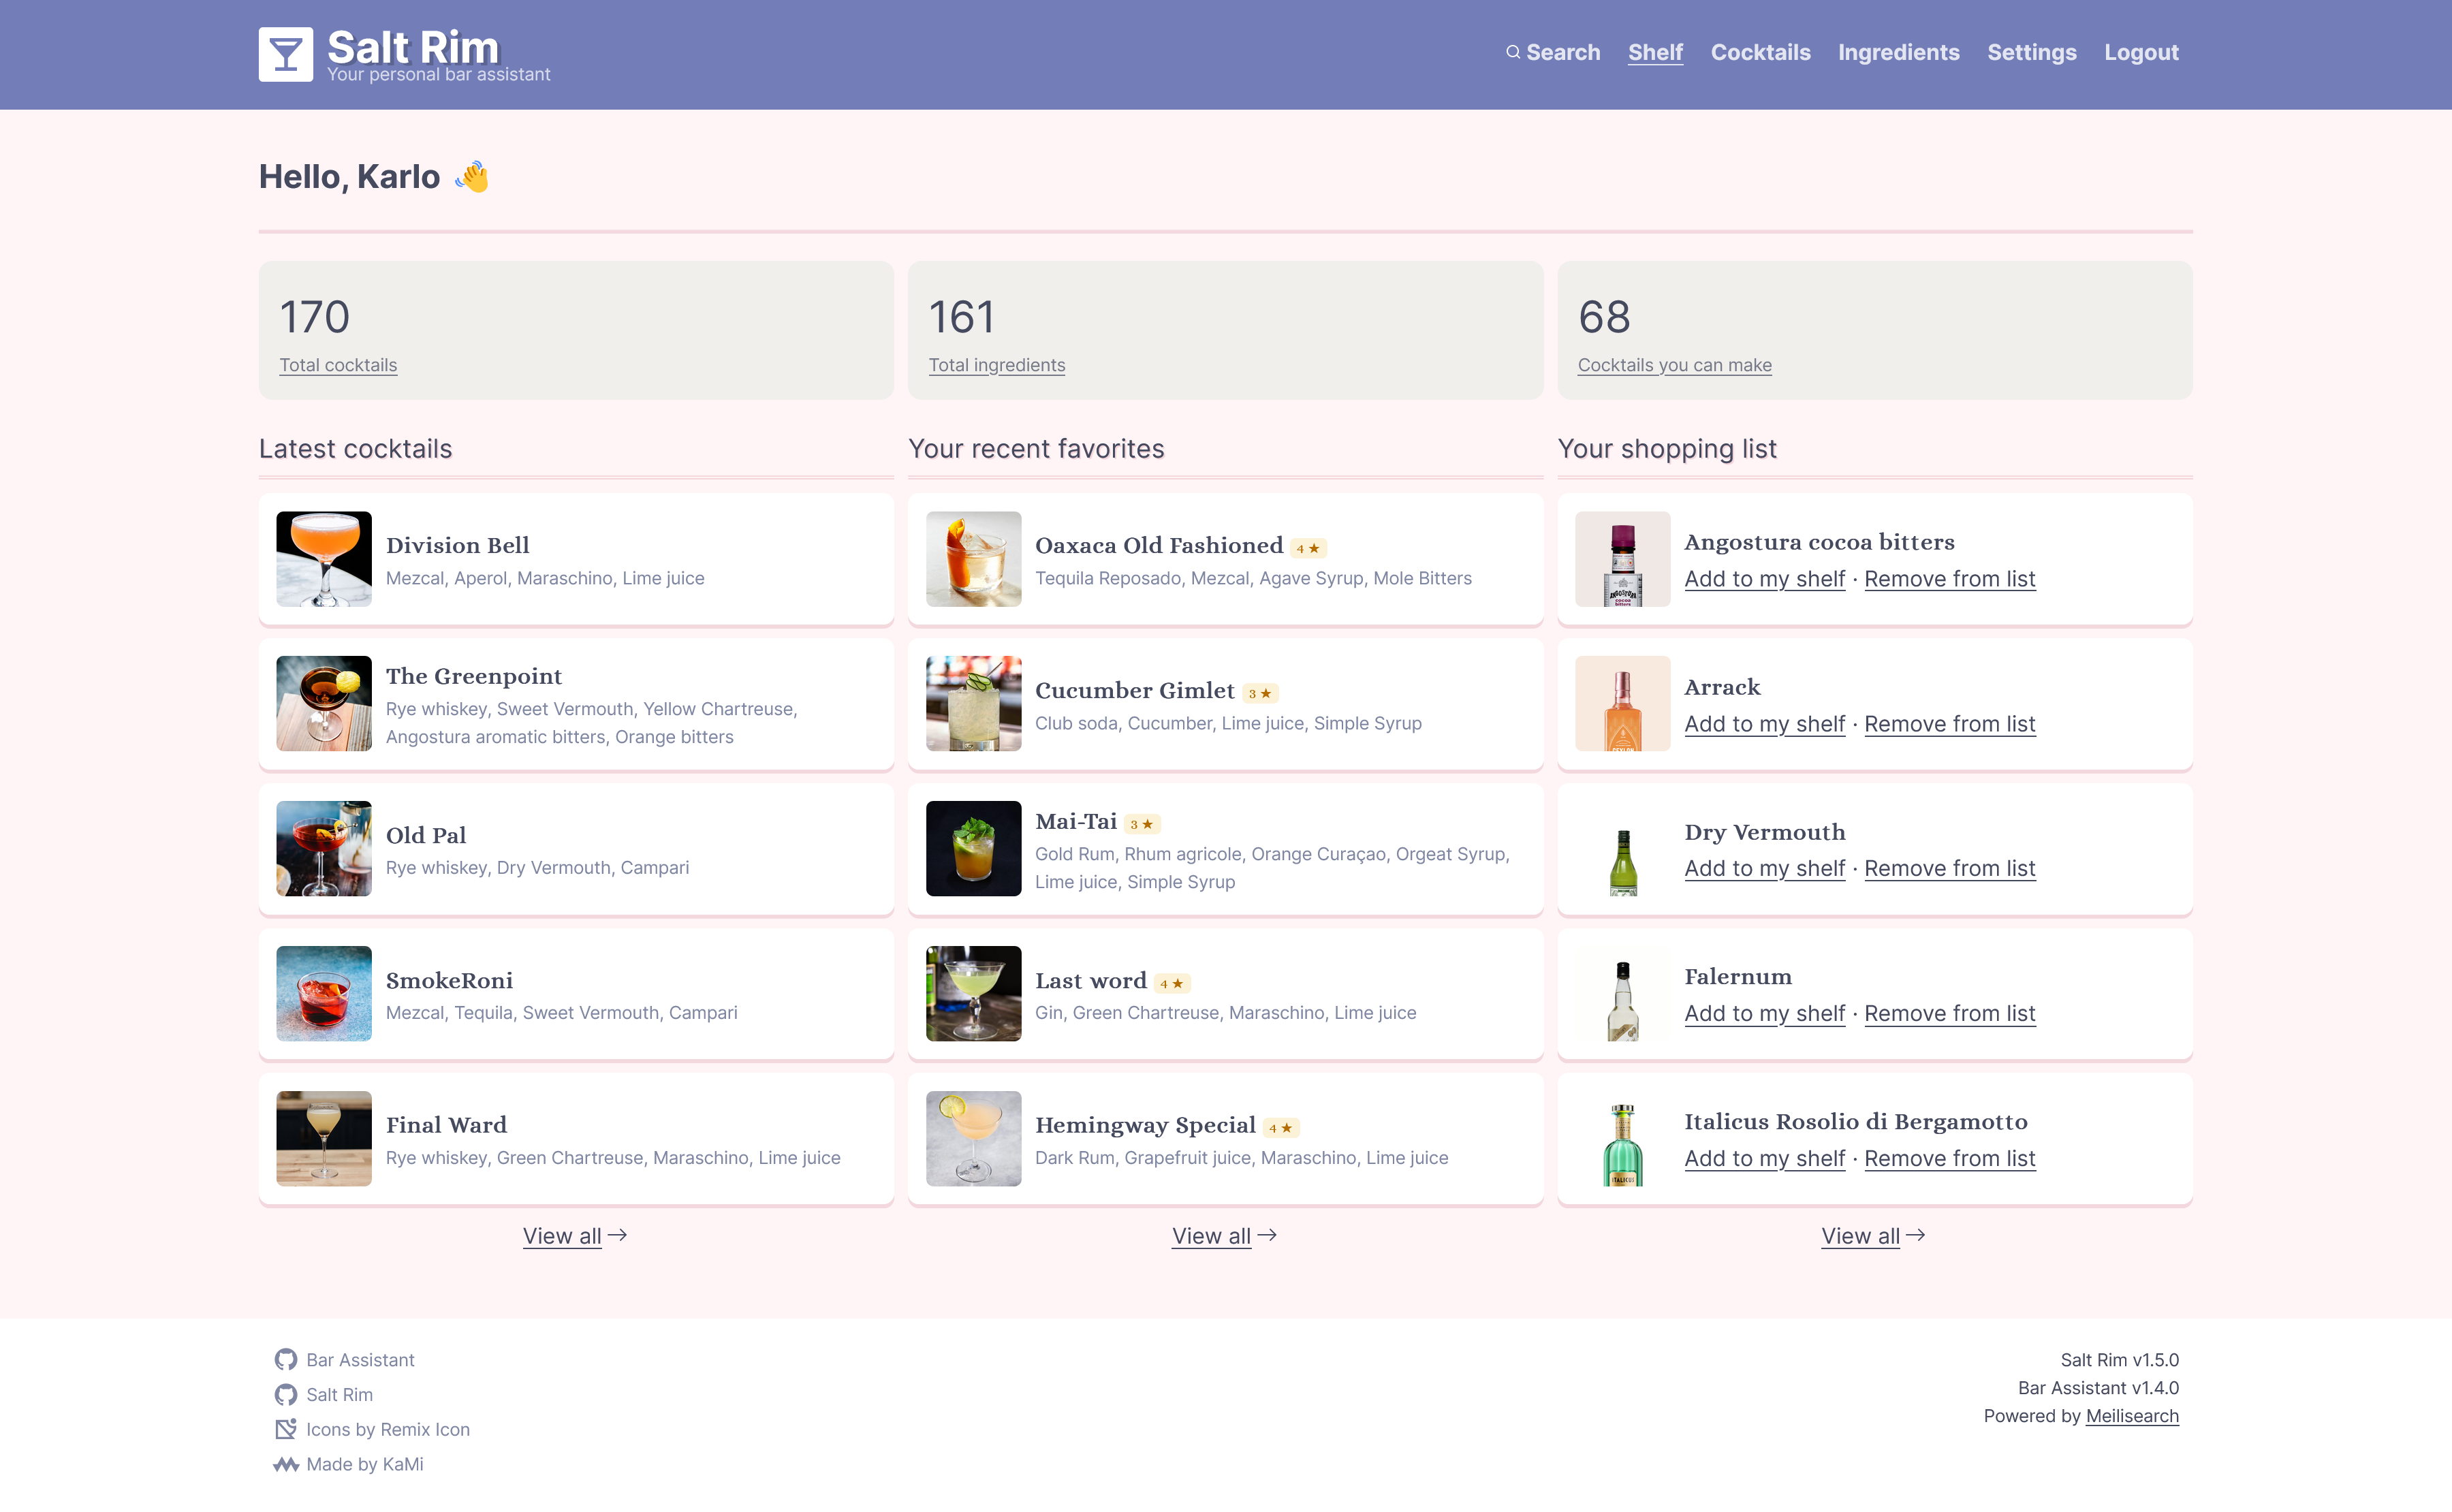 Salt Rim
Your personal bar assistant
Search
Shelf
Cocktails
Ingredients
Settings
Logout
Hello, Karlo 👋
170
Total cocktails
161
Total ingredients
68
Cocktails you can make
Latest cocktails
Division Bell
Mezcal, Aperol, Maraschino, Lime juice
The Greenpoint
Rye whiskey, Sweet Vermouth, Yellow Chartreuse,
Angostura aromatic bitters, Orange bitters
Old Pal
Rye whiskey, Dry Vermouth, Campari
SmokeRoni
Mezcal, Tequila, Sweet Vermouth, Campari
Final Ward
Rye whiskey, Green Chartreuse, Maraschino, Lime juice
View all →
Your recent favorites
Oaxaca Old Fashioned 4 ★
Tequila Reposado, Mezcal, Agave Syrup, Mole Bitters
Cucumber Gimlet 3 ★
Club soda, Cucumber, Lime juice, Simple Syrup
Mai-Tai 3 ★
Gold Rum, Rhum agricole, Orange Curaçao, Orgeat Syrup,
Lime juice, Simple Syrup
Last word 4 ★
Gin, Green Chartreuse, Maraschino, Lime juice
Hemingway Special 4 ★
Dark Rum, Grapefruit juice, Maraschino, Lime juice
View all →
Your shopping list
ANGOSTURA
cocoa
bitters
Angostura cocoa bitters
Add to my shelf · Remove from list
CEYLON
Arrack
Add to my shelf · Remove from list
Dry Vermouth
Add to my shelf · Remove from list
Falernum
Add to my shelf · Remove from list
ITALICUS
Italicus Rosolio di Bergamotto
Add to my shelf · Remove from list
View all →
Bar Assistant
Salt Rim
Icons by Remix Icon
Made by KaMi
Salt Rim v1.5.0
Bar Assistant v1.4.0
Powered by Meilisearch